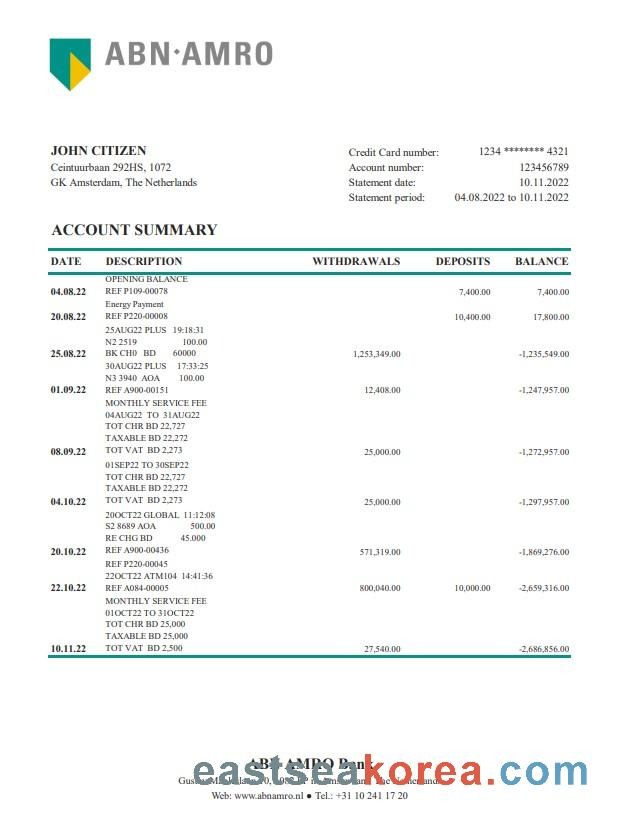 ABN·AMRO
JOHN CITIZEN
Ceintuurbaan 292HS, 1072
GK Amsterdam, The Netherlands
Credit Card number: 1234 ******** 4321
Account number: 123456789
Statement date: 10.11.2022
Statement period: 04.08.2022 to 10.11.2022
ACCOUNT SUMMARY
DATE DESCRIPTION WITHDRAWALS DEPOSITS BALANCE
OPENING BALANCE
04.08.22 REF P109-00078 7,400.00 7,400.00
Energy Payment
20.08.22 REF P220-00008 10,400.00 17,800.00
25AUG22 PLUS 19:18:31
N2 2519 100.00
25.08.22 BK CH0 BD 60000 1,253,349.00 -1,235,549.00
30AUG22 PLUS 17:33:25
N3 3940 AOA 100.00
01.09.22 REF A900-00151 12,408.00 -1,247,957.00
MONTHLY SERVICE FEE
04AUG22 TO 31AUG22
TOT CHR BD 22,727
TAXABLE BD 22,272
08.09.22 TOT VAT BD 2,273 25,000.00 -1,272,957.00
01SEP22 TO 30SEP22
TOT CHR BD 22,727
TAXABLE BD 22,272
04.10.22 TOT VAT BD 2,273 25,000.00 -1,297,957.00
20OCT22 GLOBAL 11:12:08
S2 8689 AOA 500.00
RE CHG BD 45.000
20.10.22 REF A900-00436 571,319.00 -1,869,276.00
REF P220-00045
22OCT22 ATM104 14:41:36
22.10.22 REF A084-00005 800,040.00 10,000.00 -2,659,316.00
MONTHLY SERVICE FEE
01OCT22 TO 31OCT22
TOT CHR BD 25,000
TAXABLE BD 25,000
10.11.22 TOT VAT BD 2,500 27,540.00 -2,686,856.00
ABN AMRO Bank
eastseakorea.com
The Netherlands
Web: www.abnamro.nl ● Tel.: +31 10 241 17 20